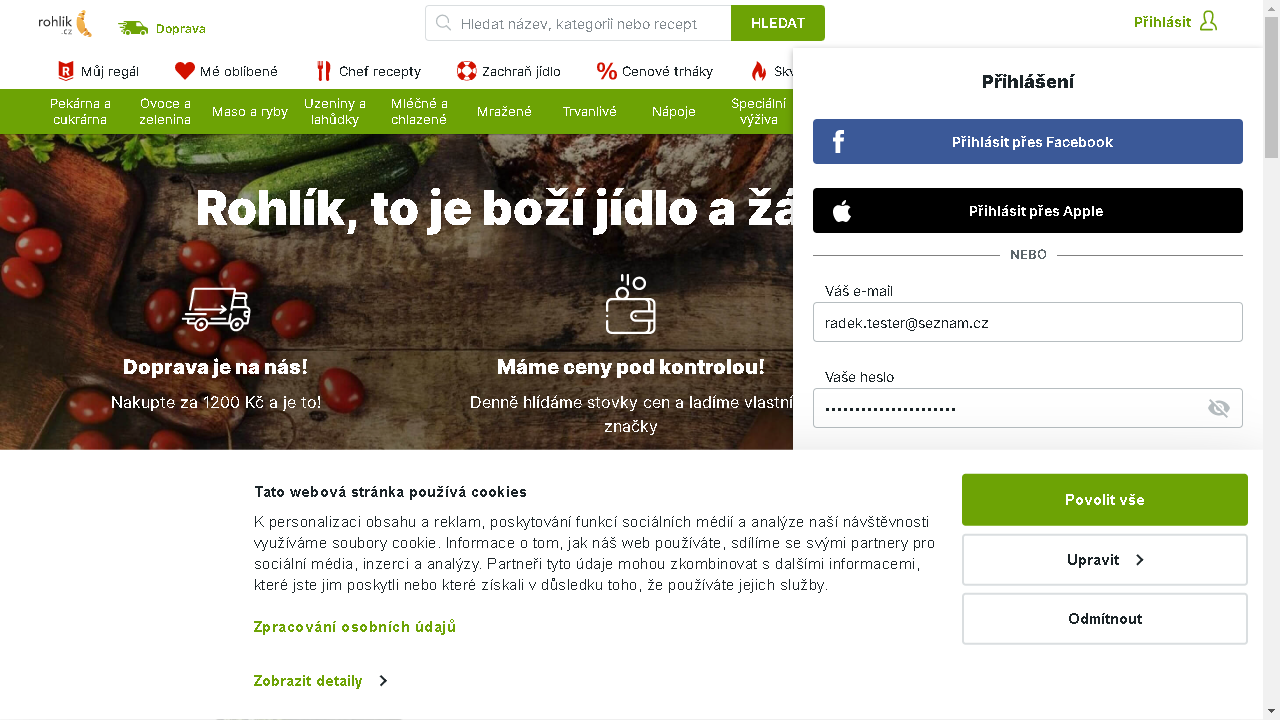 rohlik
.cz
Doprava
Hledat název, kategorii nebo recept
HLEDAT
Přihlásit
Můj regál
Mé oblíbené
Chef recepty
Zachraň jídlo
Cenové trháky
Skv
Pekárna a
cukrárna
Ovoce a
zelenina
Maso a ryby
Uzeniny a
lahůdky
Mléčné a
chlazené
Mražené
Trvanlivé
Nápoje
Speciální
výživa
Rohlík, to je boží jídlo a žá
Doprava je na nás!
Nakupte za 1200 Kč a je to!
Máme ceny pod kontrolou!
Denně hlídáme stovky cen a ladíme vlastní
značky
Přihlášení
Přihlásit přes Facebook
Přihlásit přes Apple
NEBO
Váš e-mail
radek.tester@seznam.cz
Vaše heslo
••••••••••••••••••••••
Tato webová stránka používá cookies
K personalizaci obsahu a reklam, poskytování funkcí sociálních médií a analýze naší návštěvnosti
využíváme soubory cookie. Informace o tom, jak náš web používáte, sdílíme se svými partnery pro
sociální média, inzerci a analýzy. Partneři tyto údaje mohou zkombinovat s dalšími informacemi,
které jste jim poskytli nebo které získali v důsledku toho, že používáte jejich služby.
Zpracování osobních údajů
Zobrazit detaily
Povolit vše
Upravit
Odmítnout